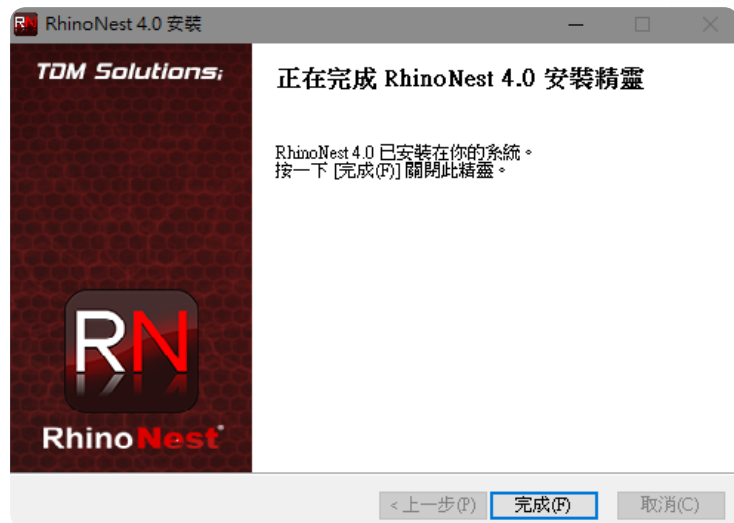 RN RhinoNest 4.0 安裝
TDM Solutions;
正在完成 RhinoNest 4.0 安裝精靈
RhinoNest 4.0 已安裝在你的系統。
按一下 [完成(F)] 關閉此精靈。
RN
RhinoNest
< 上一步(P)
完成(F)
取消(C)